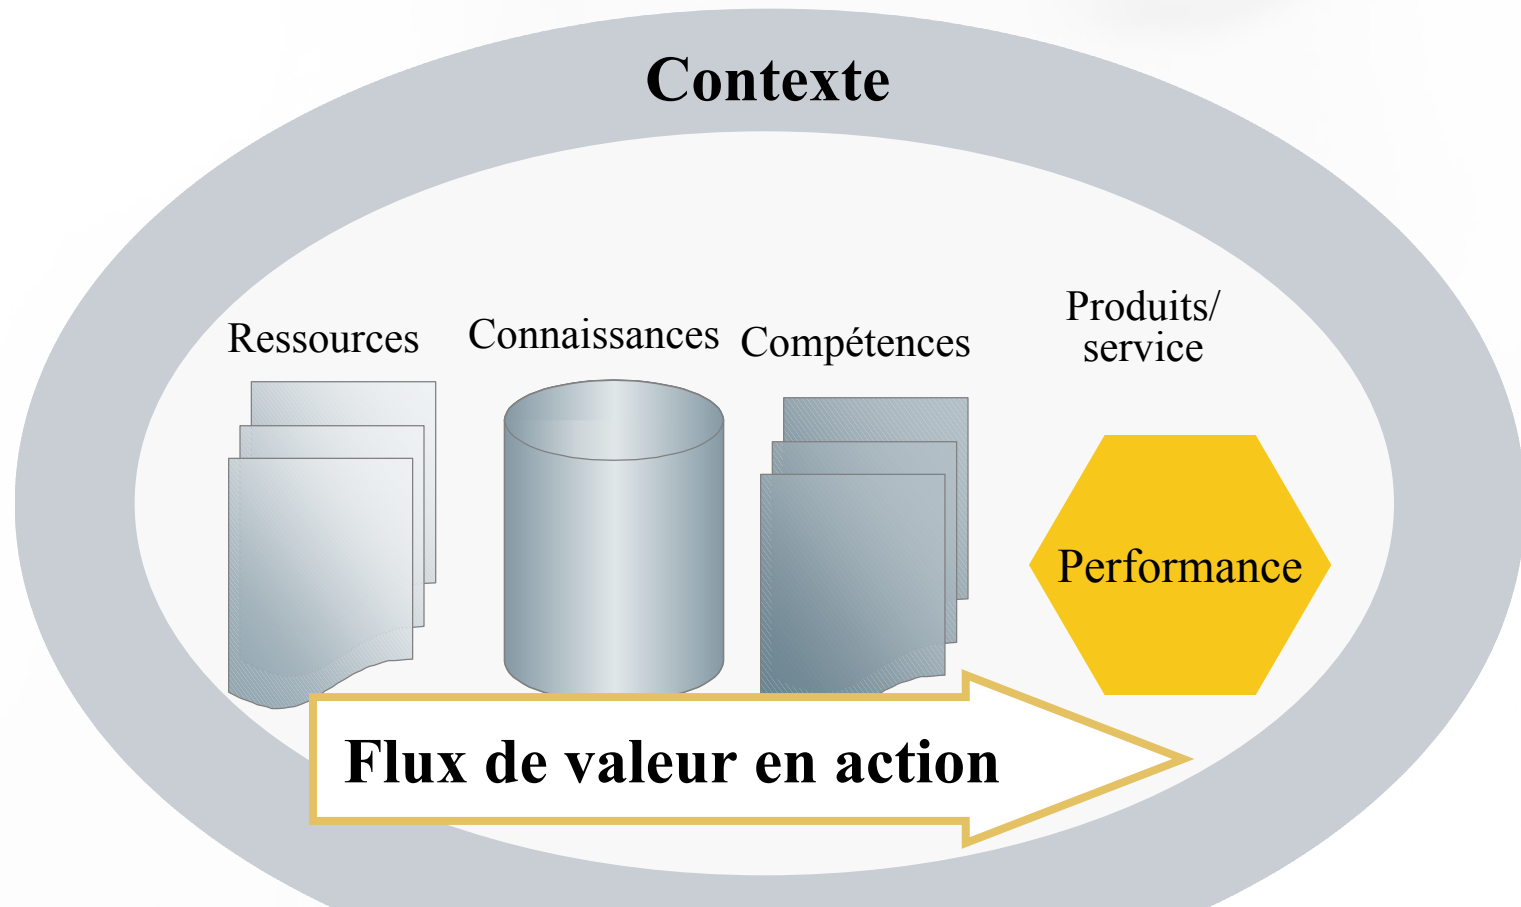 Contexte
Ressources
Connaissances
Compétences
Produits/
service
Performance
Flux de valeur en action